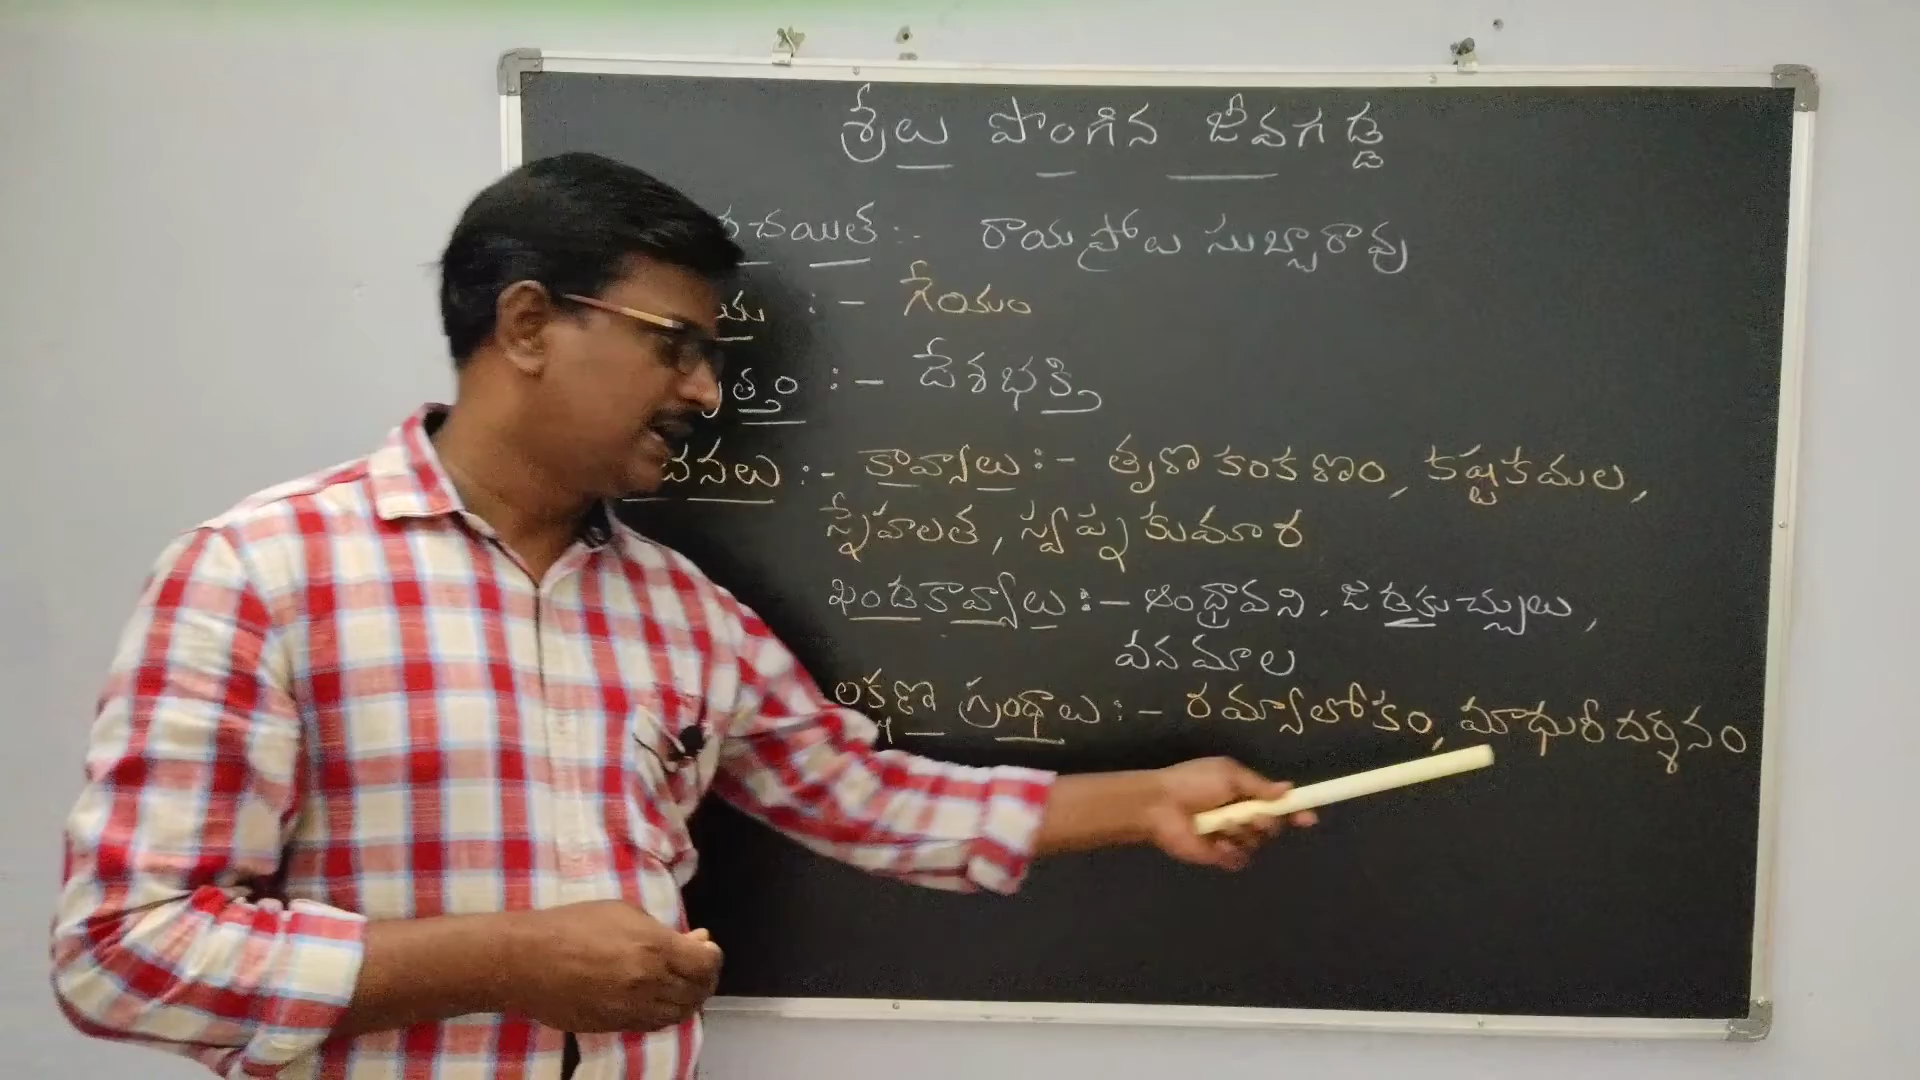 శ్రీలు పొంగిన జీవగడ్డ
రచయిత :- రాయప్రోలు సుబ్బారావు
:- గేయం
:- దేశభక్తి
:- కావ్యాలు :- తృణకంకణం, కష్టకమల,
స్నేహలత, స్వప్నకుమార
ఖండకావ్యాలు :- ఆంధ్రావని, జడకుచ్చులు,
వనమాల
లక్షణ గ్రంథాలు :- రమ్యాలోకం, మాధురీదర్శనం